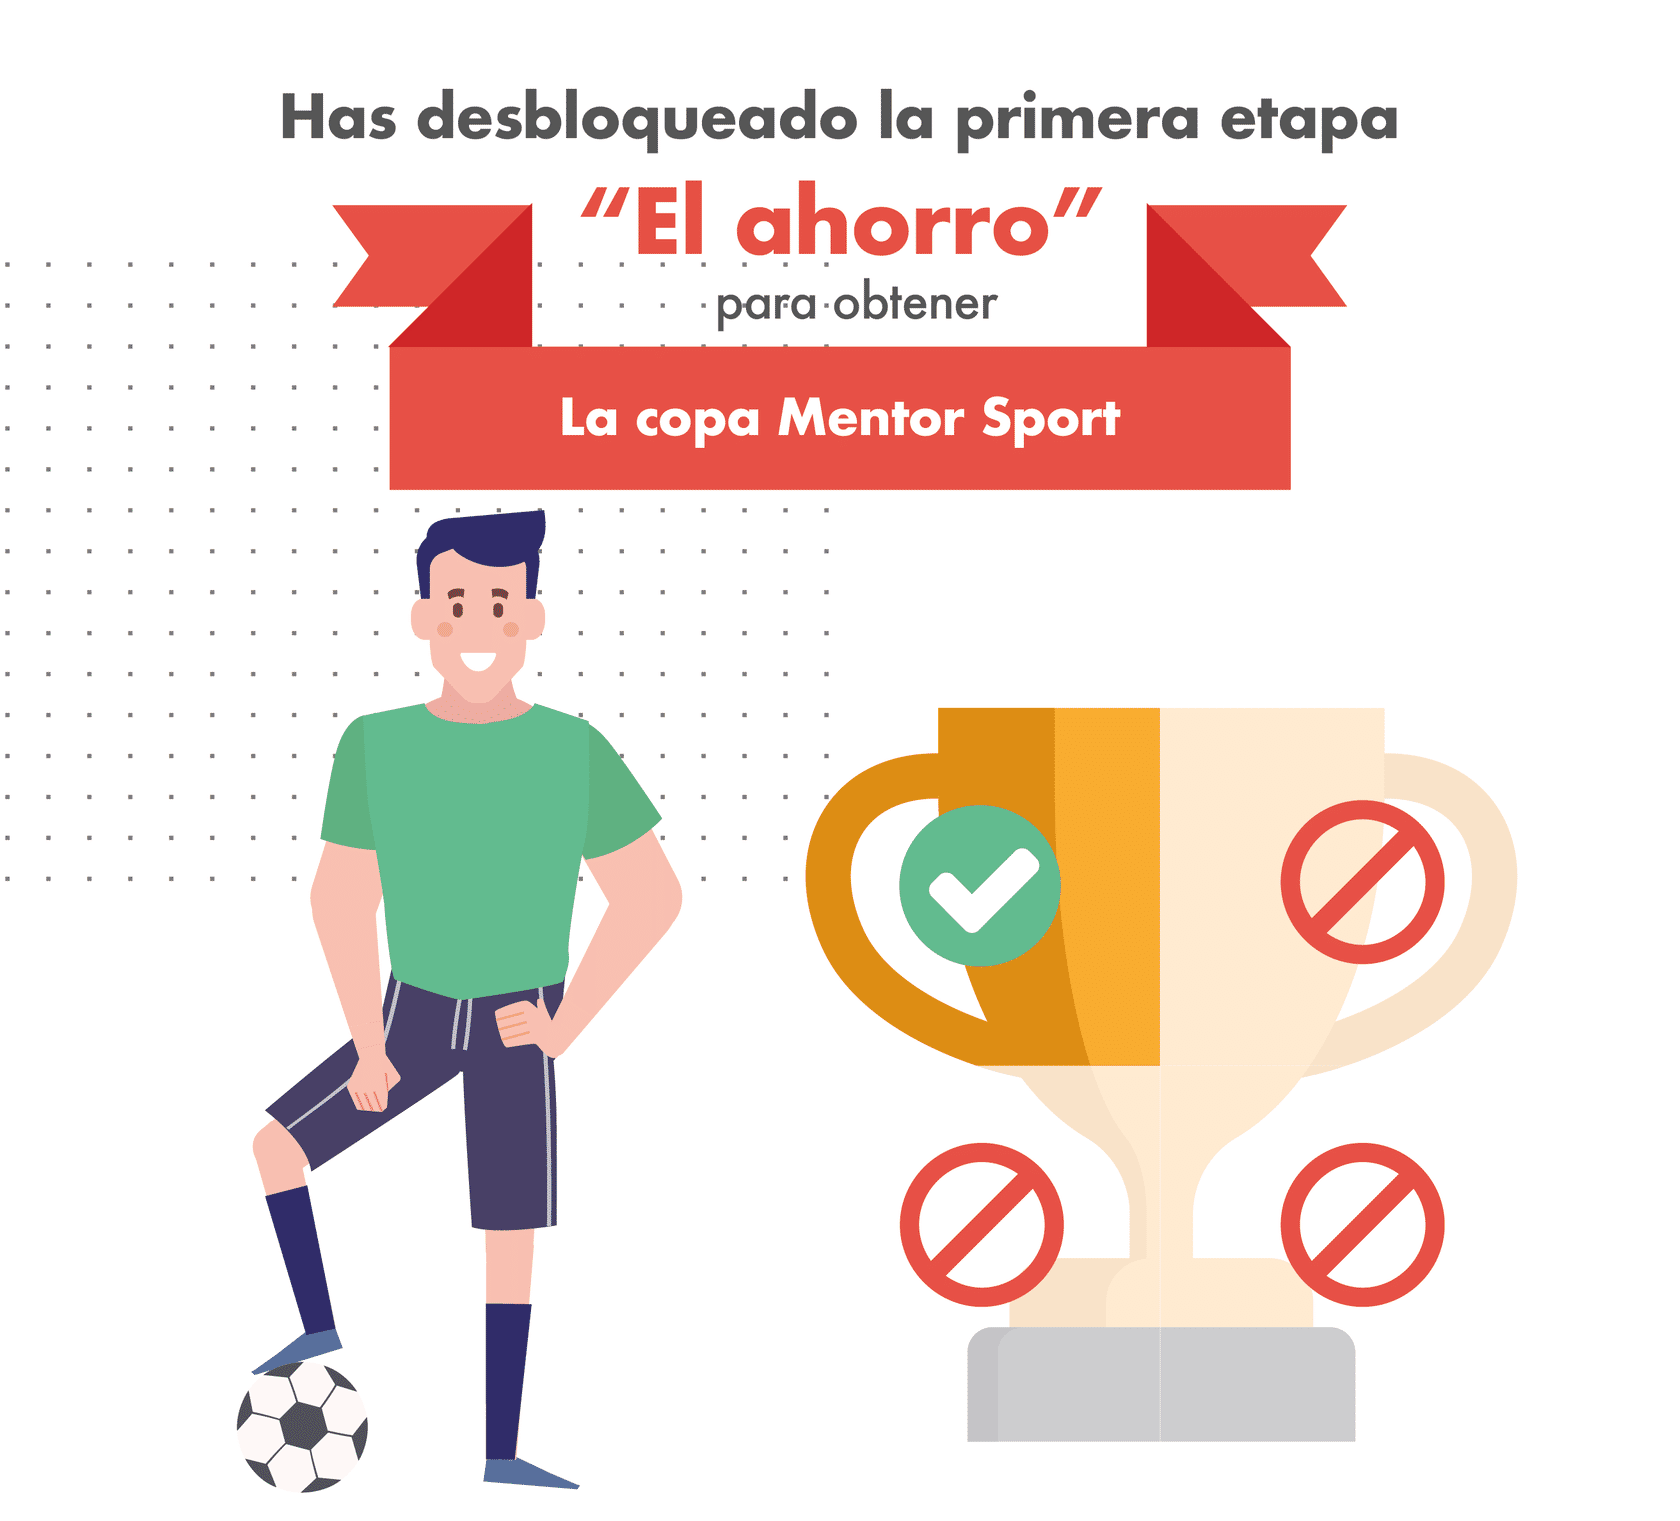 Has desbloqueado la primera etapa
“El ahorro”
para obtener
La copa Mentor Sport